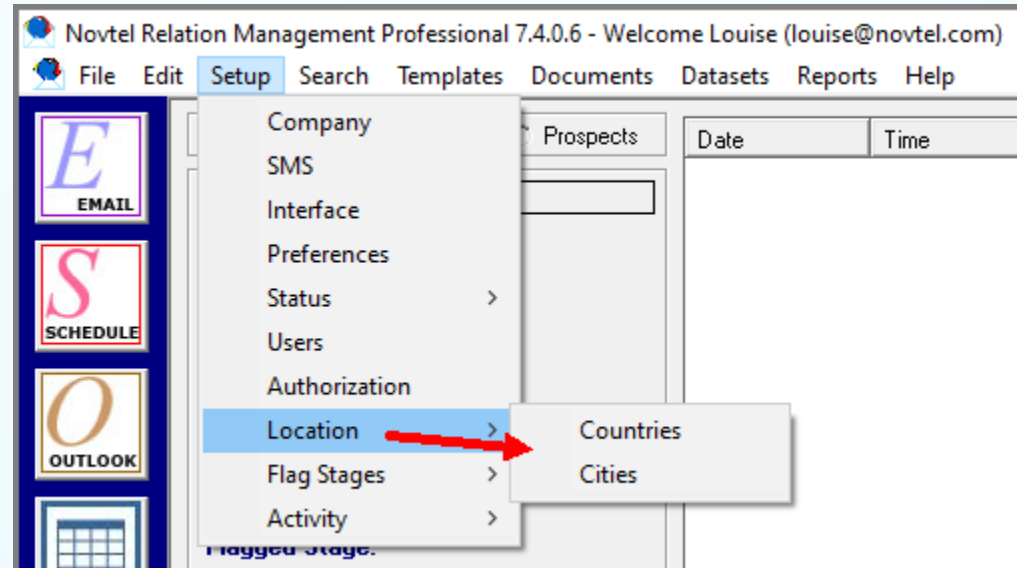 Novtel Relation Management Professional 7.4.0.6 - Welcome Louise (louise@novtel.com)
File Edit Setup Search Templates Documents Datasets Reports Help
E
EMAIL
S
SCHEDULE
O
OUTLOOK
Company
SMS
Interface
Preferences
Status >
Users
Authorization
Location >
Flag Stages >
Activity >
Countries
Cities
Prospects
Date Time
Flagged Stage: